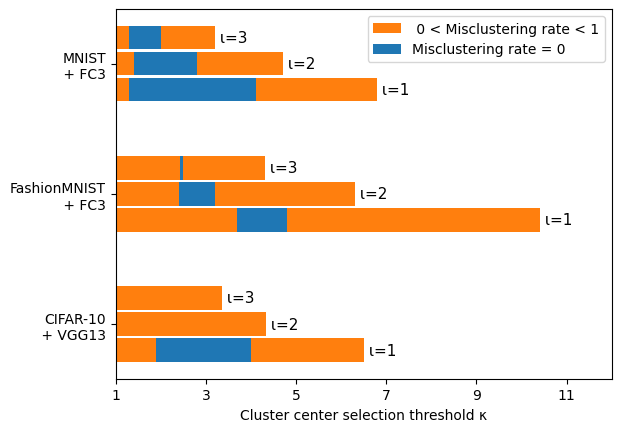 0 < Misclustering rate < 1
Misclustering rate = 0
MNIST
+ FC3
ι=3
ι=2
ι=1
FashionMNIST
+ FC3
ι=3
ι=2
ι=1
CIFAR-10
+ VGG13
ι=3
ι=2
ι=1
1 3 5 7 9 11
Cluster center selection threshold κ